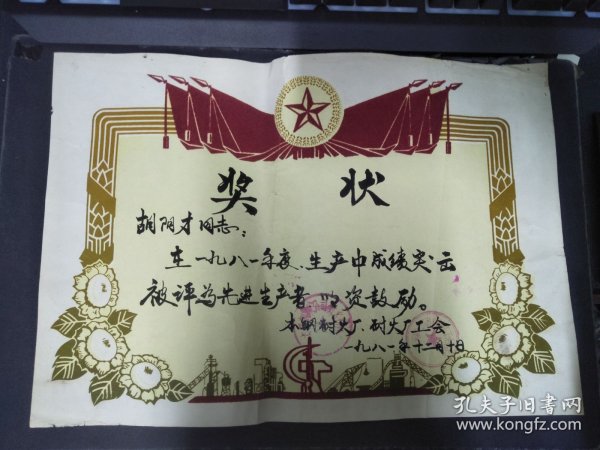 奖状
胡阴才同志：
在一九八一年度、生产中成绩突出
被评为先进生产者 以资鼓励。
本钢耐火厂、耐火厂工会
一九八一年十二月十日
孔夫子旧书网
www.kongfz.com